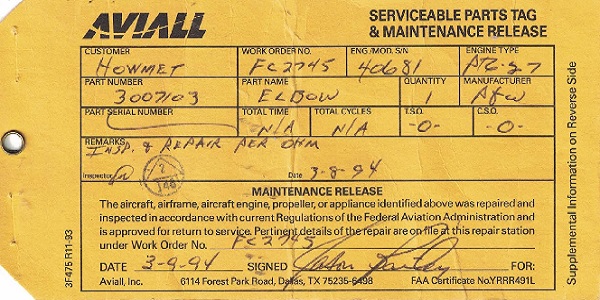 AVIALL
SERVICEABLE PARTS TAG
& MAINTENANCE RELEASE
CUSTOMER WORK ORDER NO. ENG/MOD. S/N ENGINE TYPE
HOWMET FC2745 40681 PT6-27
PART NUMBER PART NAME QUANTITY MANUFACTURER
3007103 ELBOW 1
PART SERIAL NUMBER TOTAL TIME TOTAL CYCLES T.S.O. C.S.O.
N/A N/A -0- -0-
REMARKS
INSP. & REPAIR PER OHM
Inspector 2 146 Date 3-8-94
MAINTENANCE RELEASE
The aircraft, airframe, aircraft engine, propeller, or appliance identified above was repaired and
inspected in accordance with current Regulations of the Federal Aviation Administration and
is approved for return to service. Pertinent details of the repair are on file at this repair station
under Work Order No. FC2745
DATE 3-9-94 SIGNED FOR:
Aviall, Inc. 6114 Forest Park Road, Dallas, TX 75235-6498 FAA Certificate No. YRRR491L
3F475 R11-93
Supplemental Information on Reverse Side